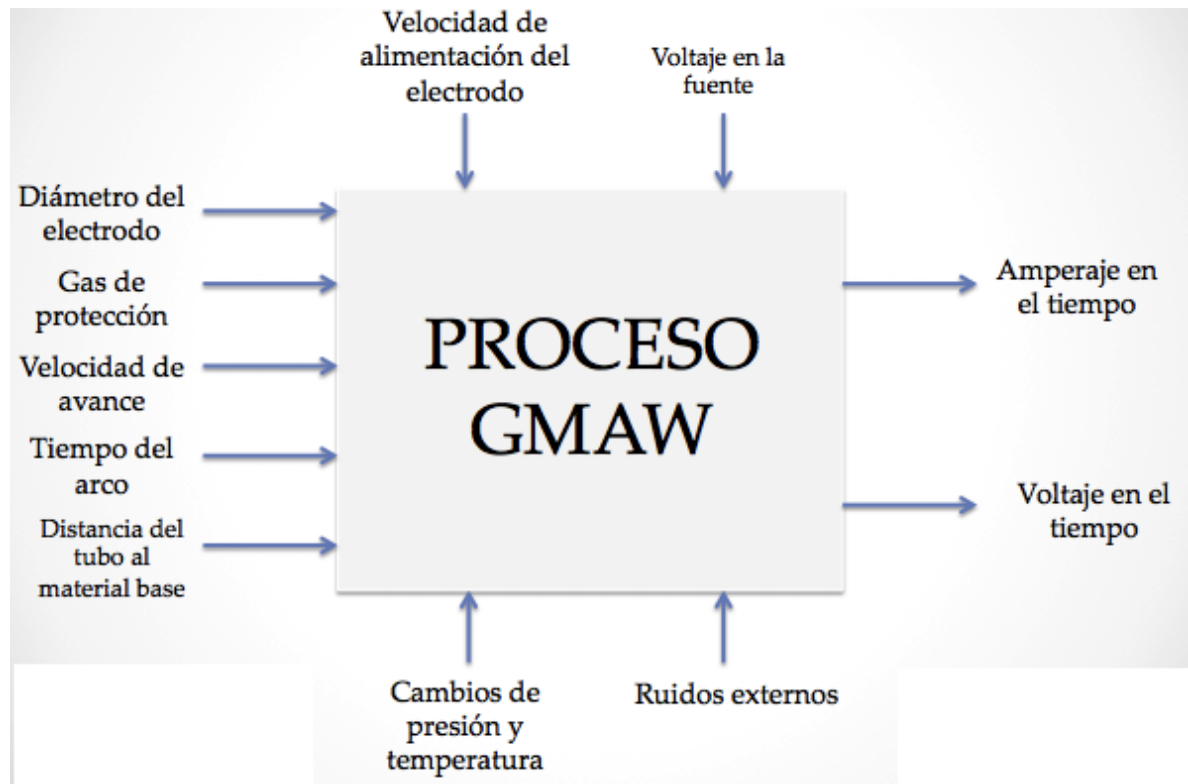 Velocidad de
alimentación del
electrodo
Voltaje en la
fuente
Diámetro del
electrodo
Gas de
protección
Velocidad de
avance
Tiempo del
arco
Distancia del
tubo al
material base
PROCESO
GMAW
Amperaje en
el tiempo
Voltaje en el
tiempo
Cambios de
presión y
temperatura
Ruidos externos